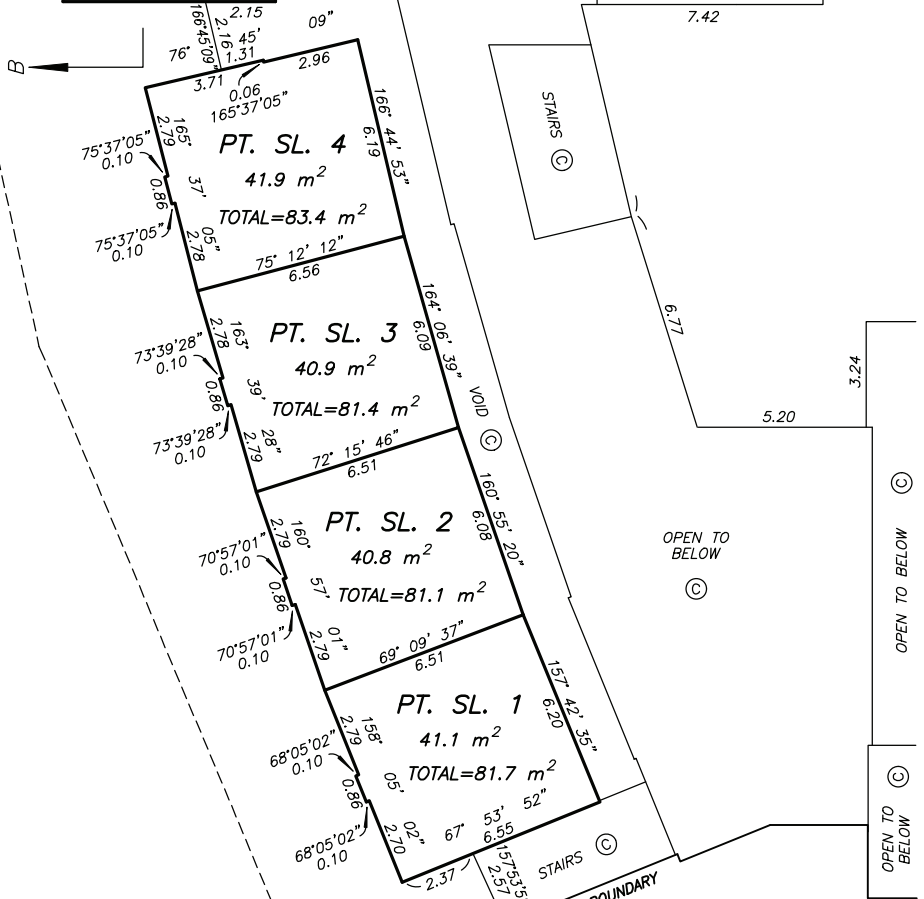 2.15
166°45'09"
2.16
76° 45' 09"
1.31
3.71
2.96
0.06
165°37'05"
7.42
B
PT. SL. 4
41.9 m²
TOTAL=83.4 m²
165° 37' 05"
2.79
75°37'05"
0.10
0.86
75°37'05"
0.10
2.78
166° 44' 53"
6.19
STAIRS ©
75° 12' 12"
6.56
PT. SL. 3
40.9 m²
TOTAL=81.4 m²
163° 39' 28"
2.78
73°39'28"
0.10
0.86
73°39'28"
0.10
2.79
164° 06' 39"
6.09
VOID ©
6.77
3.24
5.20
72° 15' 46"
6.51
PT. SL. 2
40.8 m²
TOTAL=81.1 m²
160° 57' 01"
2.79
70°57'01"
0.10
0.86
70°57'01"
0.10
2.79
160° 55' 20"
6.08
OPEN TO
BELOW
©
OPEN TO BELOW ©
69° 09' 37"
6.51
PT. SL. 1
41.1 m²
TOTAL=81.7 m²
158° 05' 02"
2.79
68°05'02"
0.10
0.86
68°05'02"
0.10
2.70
157° 42' 35"
6.20
67° 53' 52"
6.55
2.37
2.57
STAIRS ©
OPEN TO
BELOW
©